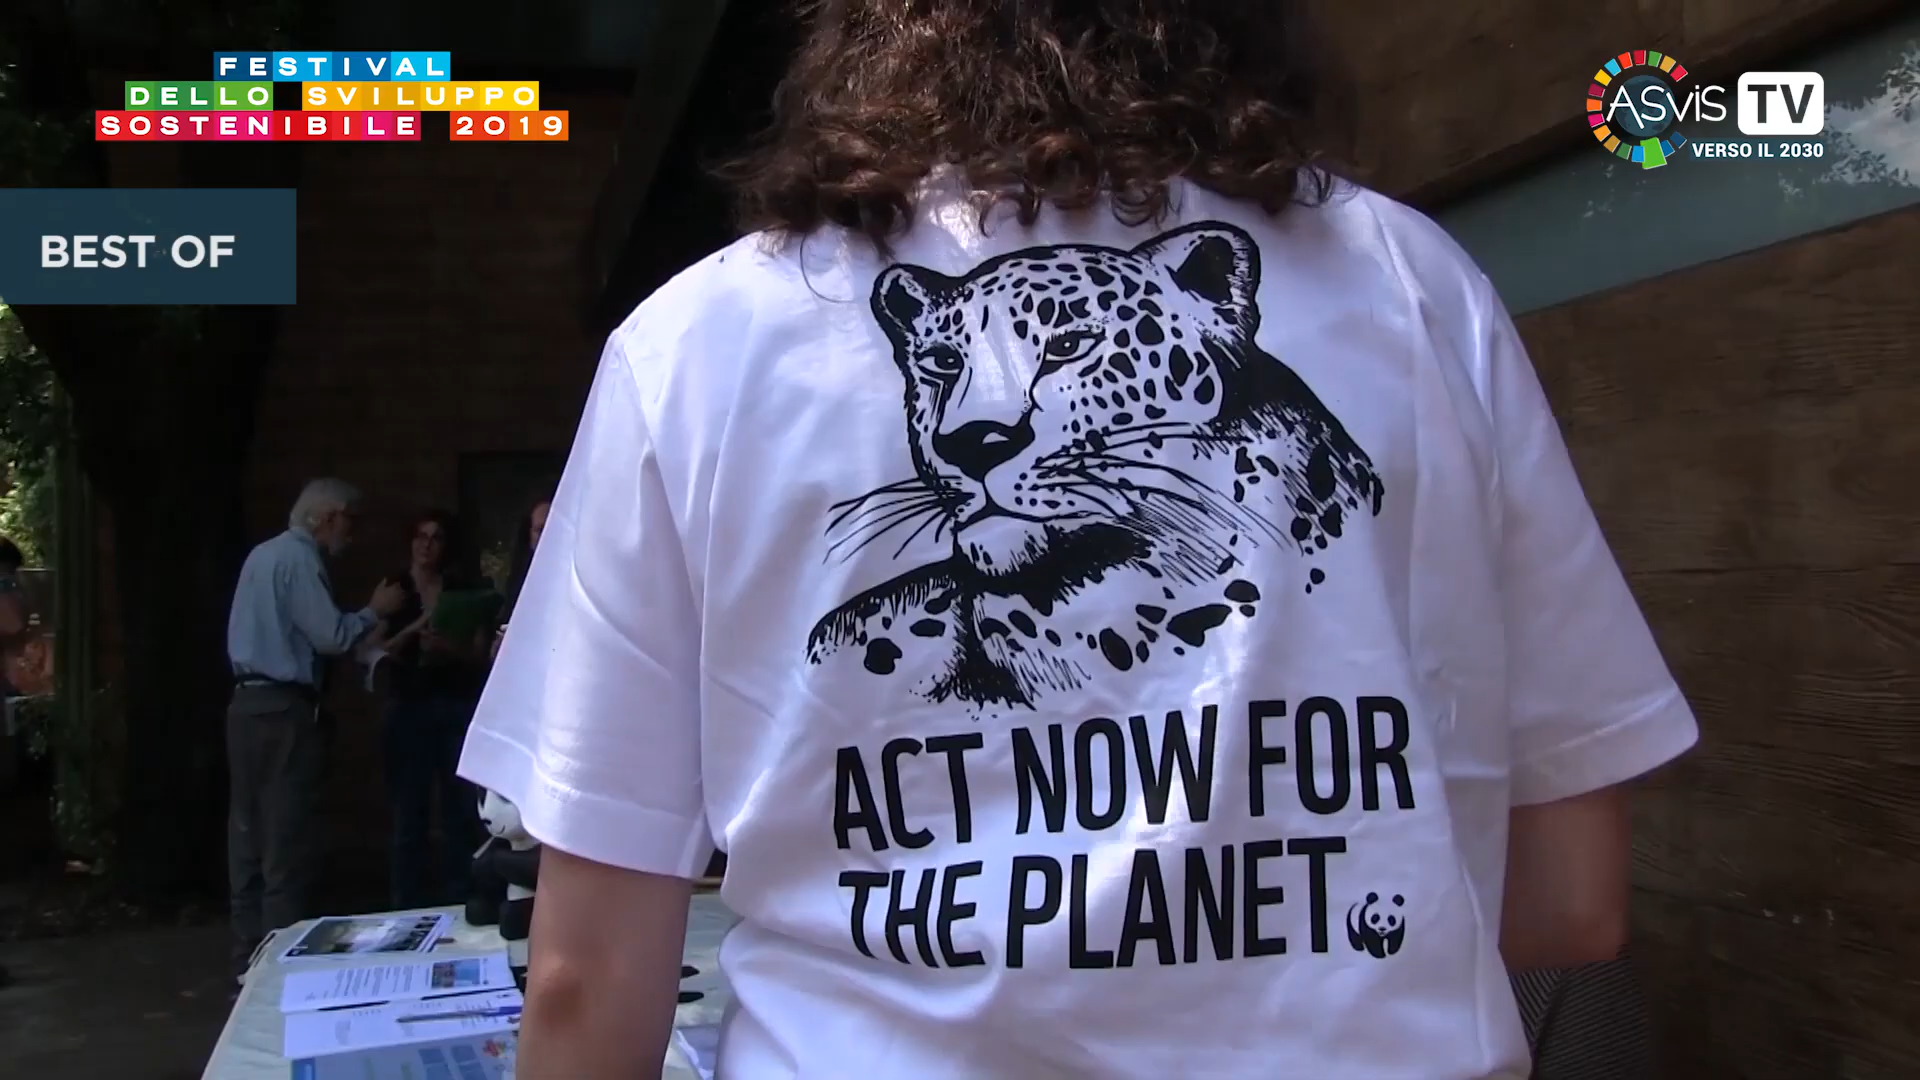 FESTIVAL
DELLO SVILUPPO
SOSTENIBILE 2019
ASviS TV
VERSO IL 2030
BEST OF
ACT NOW FOR
THE PLANET